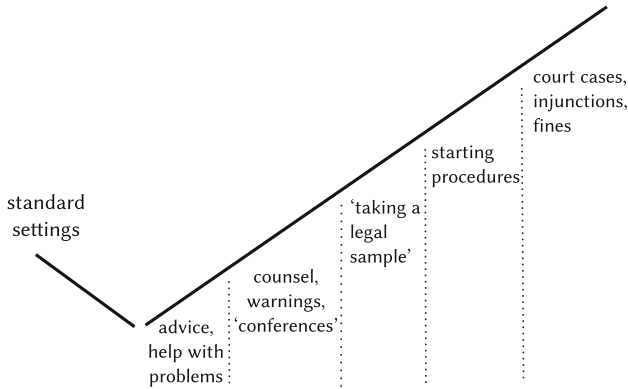 standard
settings
advice,
help with
problems
counsel,
warnings,
‘conferences’
‘taking a
legal
sample’
starting
procedures
court cases,
injunctions,
fines